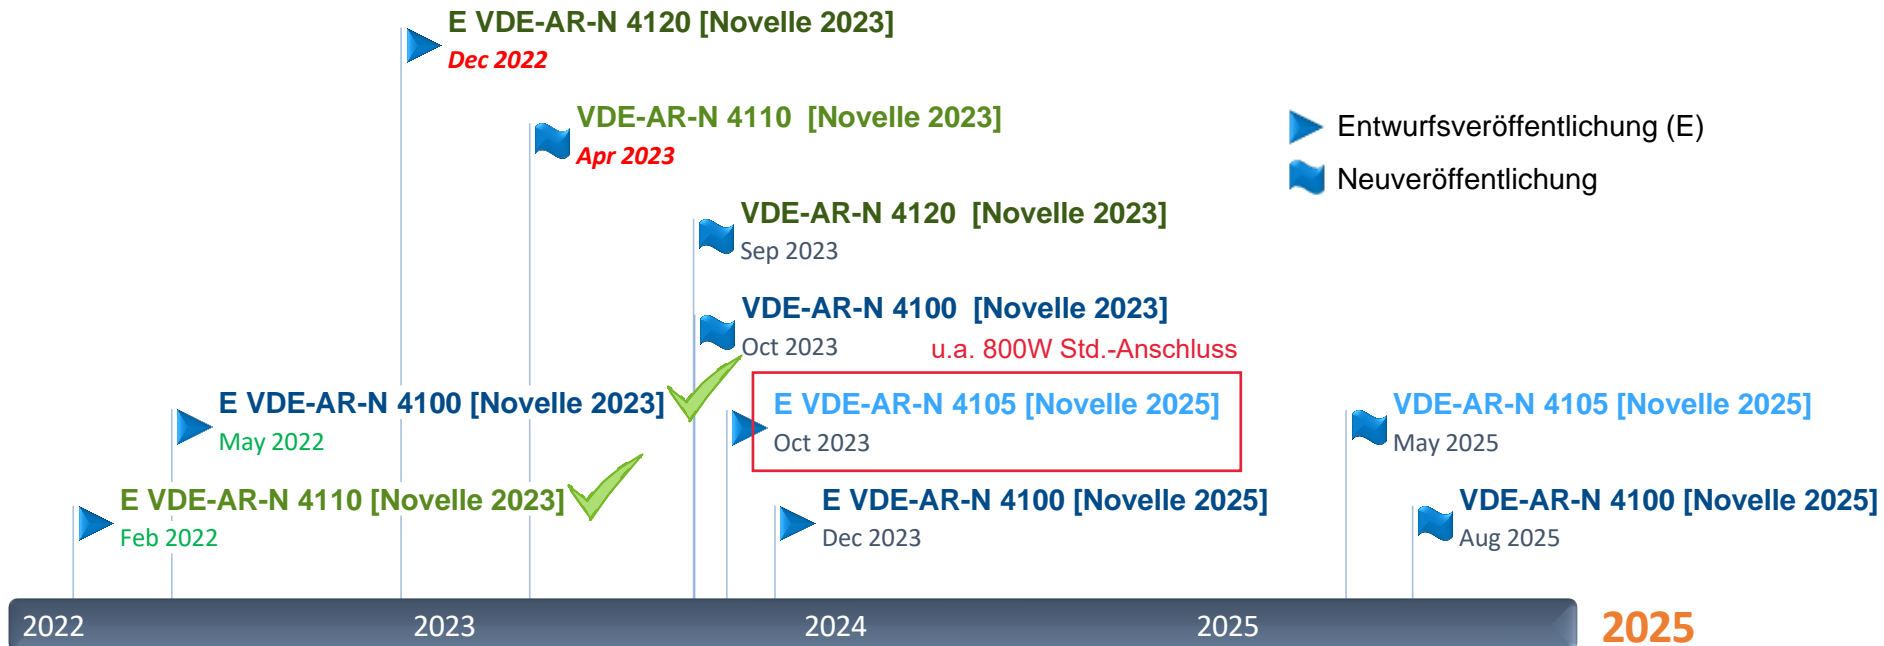 E VDE-AR-N 4120 [Novelle 2023]
Dec 2022
VDE-AR-N 4110 [Novelle 2023]
Apr 2023
Entwurfsveröffentlichung (E)
Neuveröffentlichung
VDE-AR-N 4120 [Novelle 2023]
Sep 2023
VDE-AR-N 4100 [Novelle 2023]
Oct 2023
u.a. 800W Std.-Anschluss
E VDE-AR-N 4100 [Novelle 2023]
May 2022
E VDE-AR-N 4105 [Novelle 2025]
Oct 2023
VDE-AR-N 4105 [Novelle 2025]
May 2025
E VDE-AR-N 4110 [Novelle 2023]
Feb 2022
E VDE-AR-N 4100 [Novelle 2025]
Dec 2023
VDE-AR-N 4100 [Novelle 2025]
Aug 2025
2022 2023 2024 2025 2025